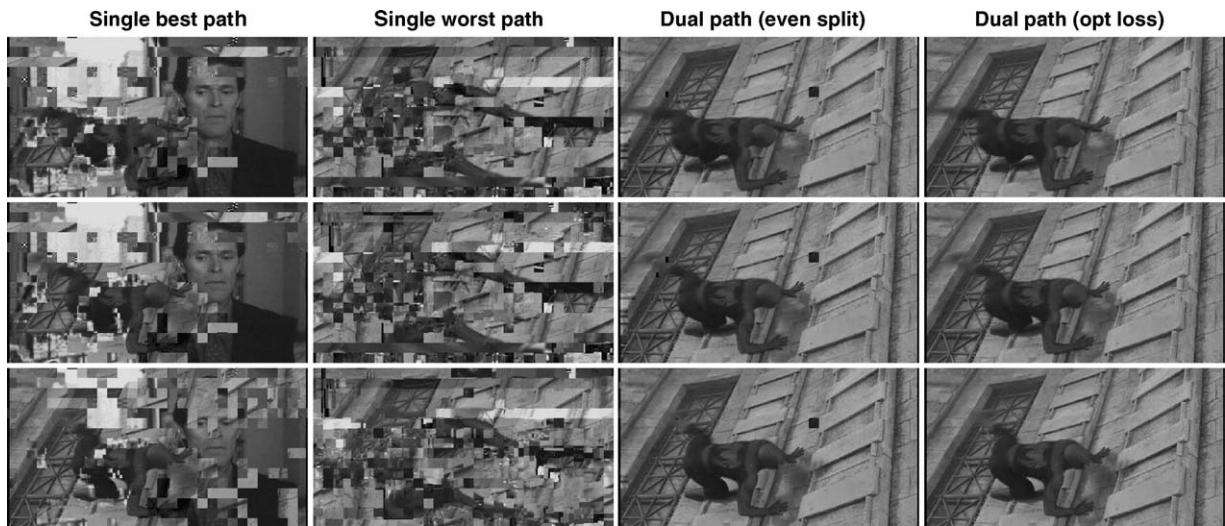 Single best path
Single worst path
Dual path (even split)
Dual path (opt loss)